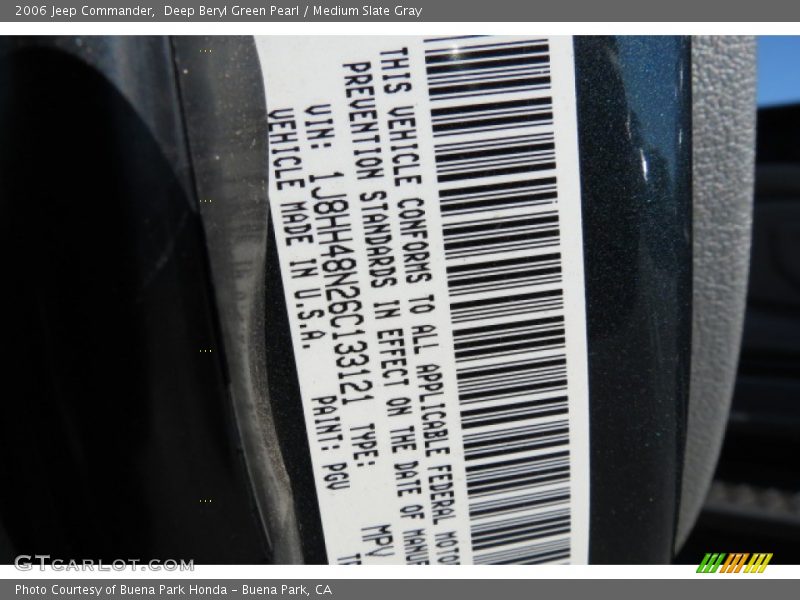 2006 Jeep Commander,  Deep Beryl Green Pearl / Medium Slate Gray
THIS VEHICLE CONFORMS TO ALL APPLICABLE FEDERAL MOTO
PREVENTION STANDARDS IN EFFECT ON THE DATE OF MANUF
VIN: 1J8HH48N26C133121 TYPE: MPV
VEHICLE MADE IN U.S.A. PAINT: PGV
GTCarlot.com
Photo Courtesy of Buena Park Honda - Buena Park, CA